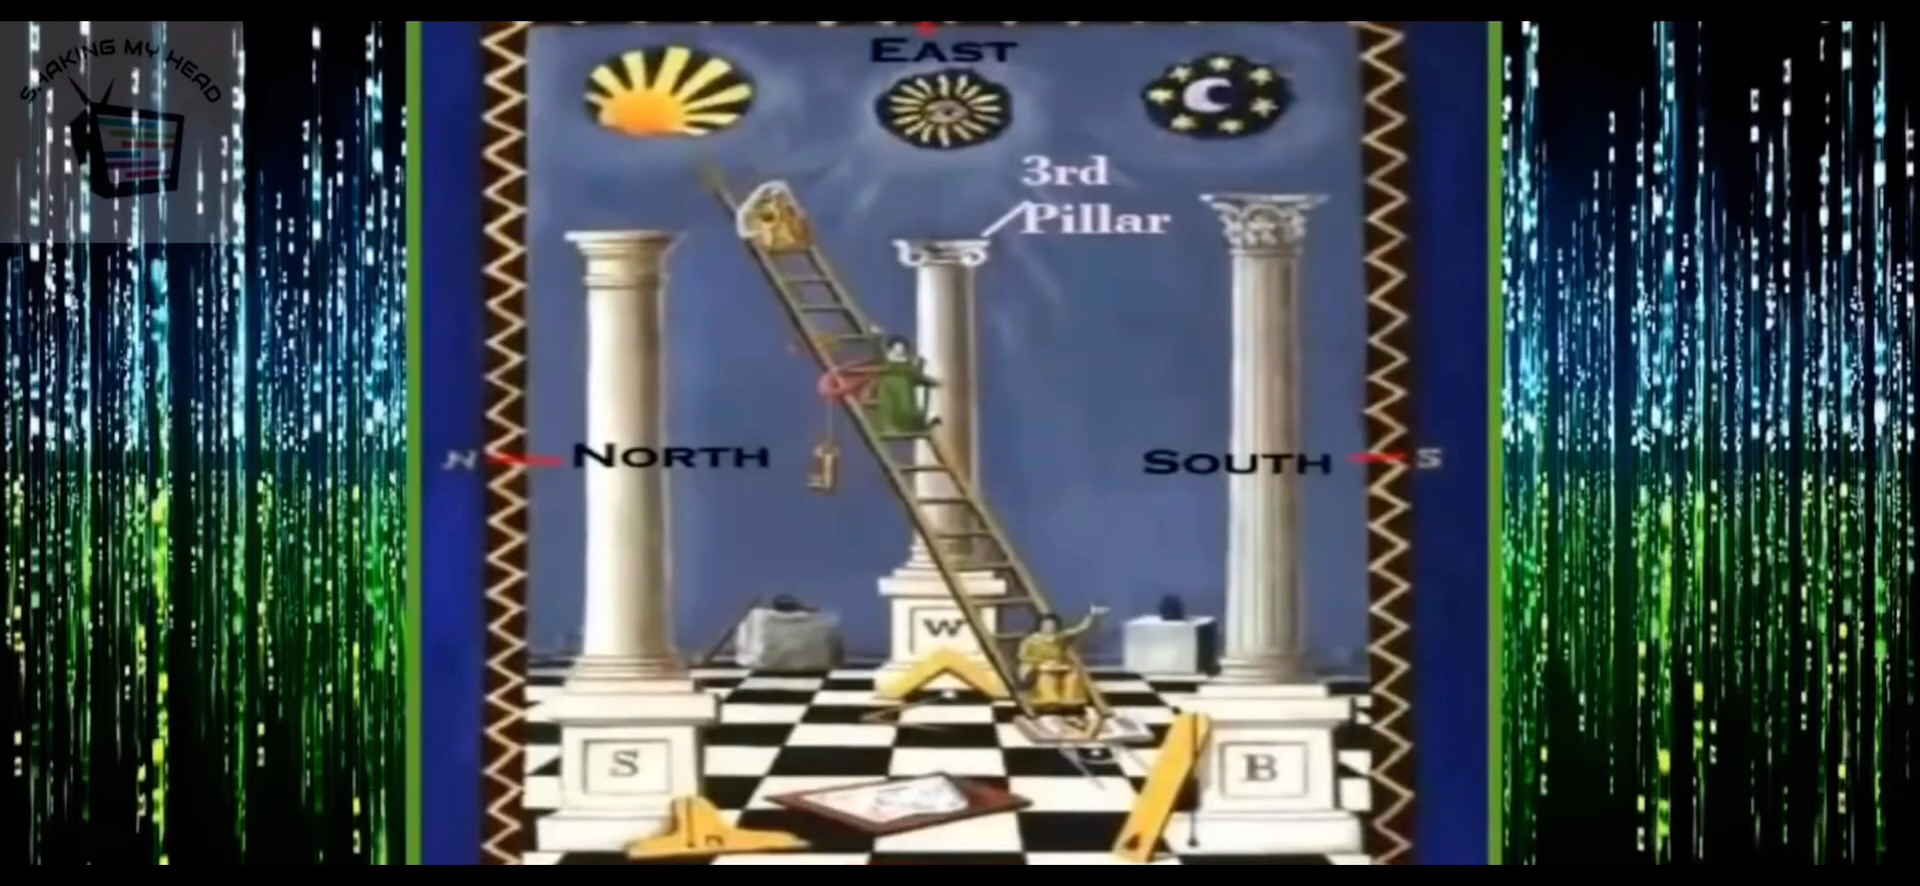 SHAKING MY HEAD
EAST
3rd
Pillar
N
NORTH
SOUTH
S
W
S
B